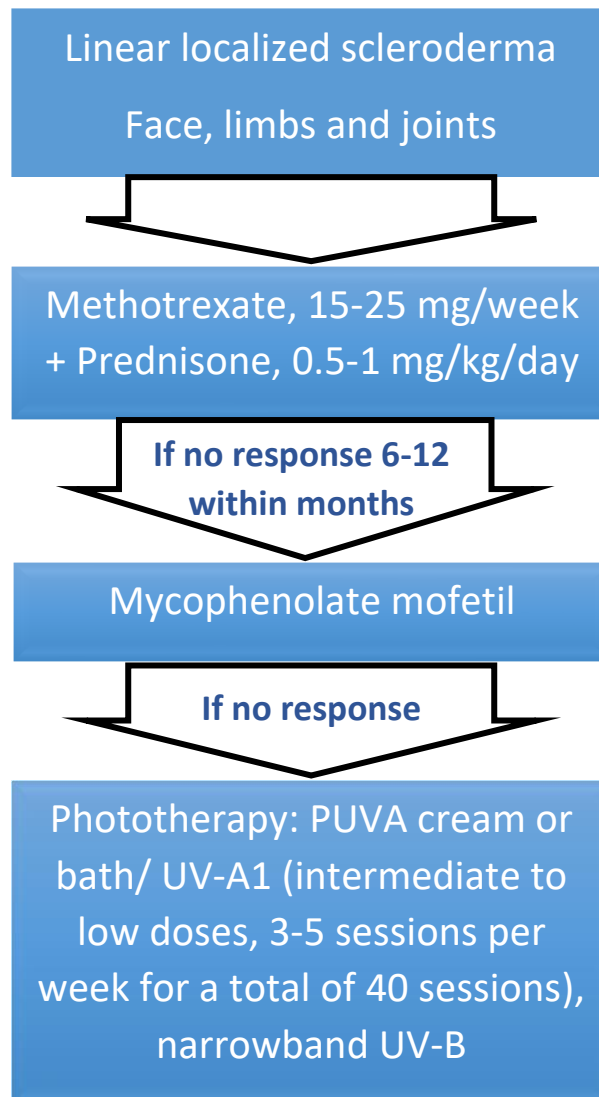 Linear localized scleroderma
Face, limbs and joints
Methotrexate, 15-25 mg/week
+ Prednisone, 0.5-1 mg/kg/day
If no response 6-12
within months
Mycophenolate mofetil
If no response
Phototherapy: PUVA cream or
bath/ UV-A1 (intermediate to
low doses, 3-5 sessions per
week for a total of 40 sessions),
narrowband UV-B